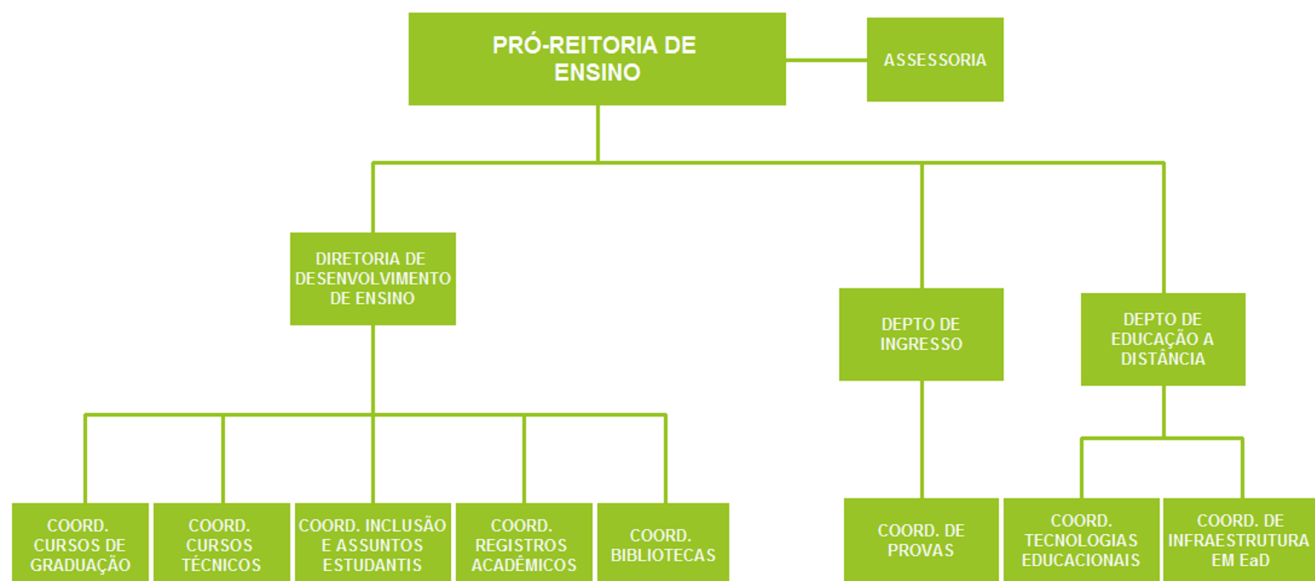 PRÓ-REITORIA DE
ENSINO
ASSESSORIA
DIRETORIA DE
DESENVOLVIMENTO
DE ENSINO
DEPTO DE
INGRESSO
DEPTO DE
EDUCAÇÃO A
DISTÂNCIA
COORD.
CURSOS DE
GRADUAÇÃO
COORD.
CURSOS
TÉCNICOS
COORD. INCLUSÃO
E ASSUNTOS
ESTUDANTIS
COORD.
REGISTROS
ACADÊMICOS
COORD.
BIBLIOTECAS
COORD. DE
PROVAS
COORD.
TECNOLOGIAS
EDUCACIONAIS
COORD. DE
INFRAESTRUTURA
EM EaD